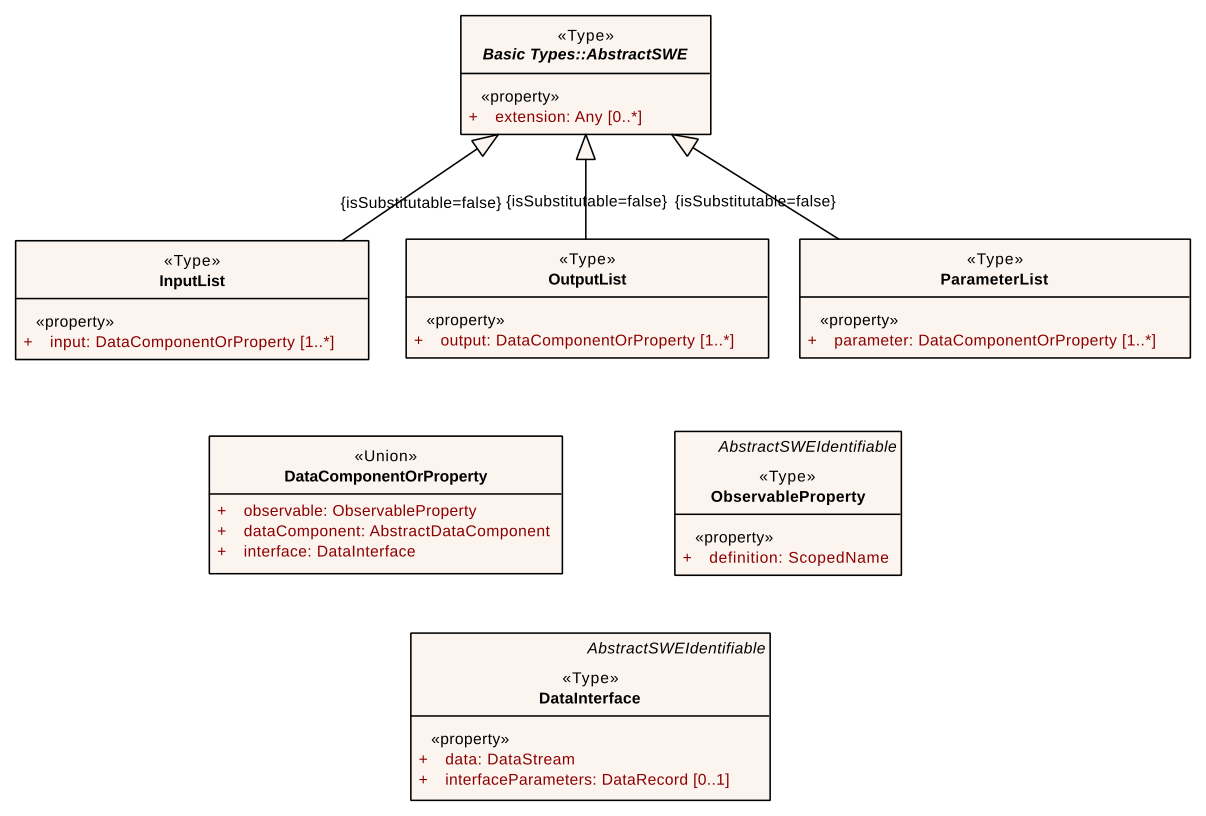 «Type»
Basic Types::AbstractSWE
«property»
+ extension: Any [0..*]
{isSubstitutable=false}
{isSubstitutable=false}
{isSubstitutable=false}
«Type»
InputList
«property»
+ input: DataComponentOrProperty [1..*]
«Type»
OutputList
«property»
+ output: DataComponentOrProperty [1..*]
«Type»
ParameterList
«property»
+ parameter: DataComponentOrProperty [1..*]
«Union»
DataComponentOrProperty
+ observable: ObservableProperty
+ dataComponent: AbstractDataComponent
+ interface: DataInterface
AbstractSWEIdentifiable
«Type»
ObservableProperty
«property»
+ definition: ScopedName
AbstractSWEIdentifiable
«Type»
DataInterface
«property»
+ data: DataStream
+ interfaceParameters: DataRecord [0..1]